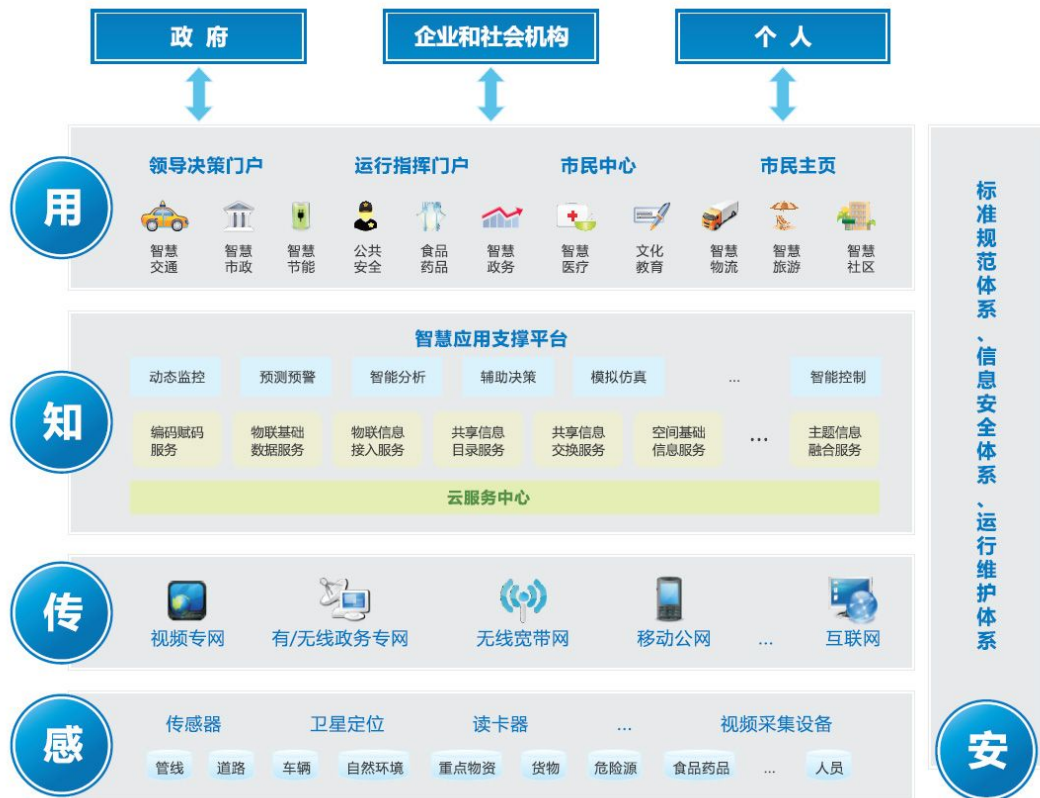 政 府
企业和社会机构
个 人
用
领导决策门户
运行指挥门户
市民中心
市民主页
智慧
交通
智慧
市政
智慧
节能
公共
安全
食品
药品
智慧
政务
智慧
医疗
文化
教育
智慧
物流
智慧
旅游
智慧
社区
知
智慧应用支撑平台
动态监控
预测预警
智能分析
辅助决策
模拟仿真
...
智能控制
编码赋码
服务
物联基础
数据服务
物联信息
接入服务
共享信息
目录服务
共享信息
交换服务
空间基础
信息服务
...
主题信息
融合服务
云服务中心
传
视频专网
有/无线政务专网
无线宽带网
移动公网
...
互联网
感
传感器
卫星定位
读卡器
...
视频采集设备
管线
道路
车辆
自然环境
重点物资
货物
危险源
食品药品
...
人员
标准规范体系、信息安全体系、运行维护体系
安